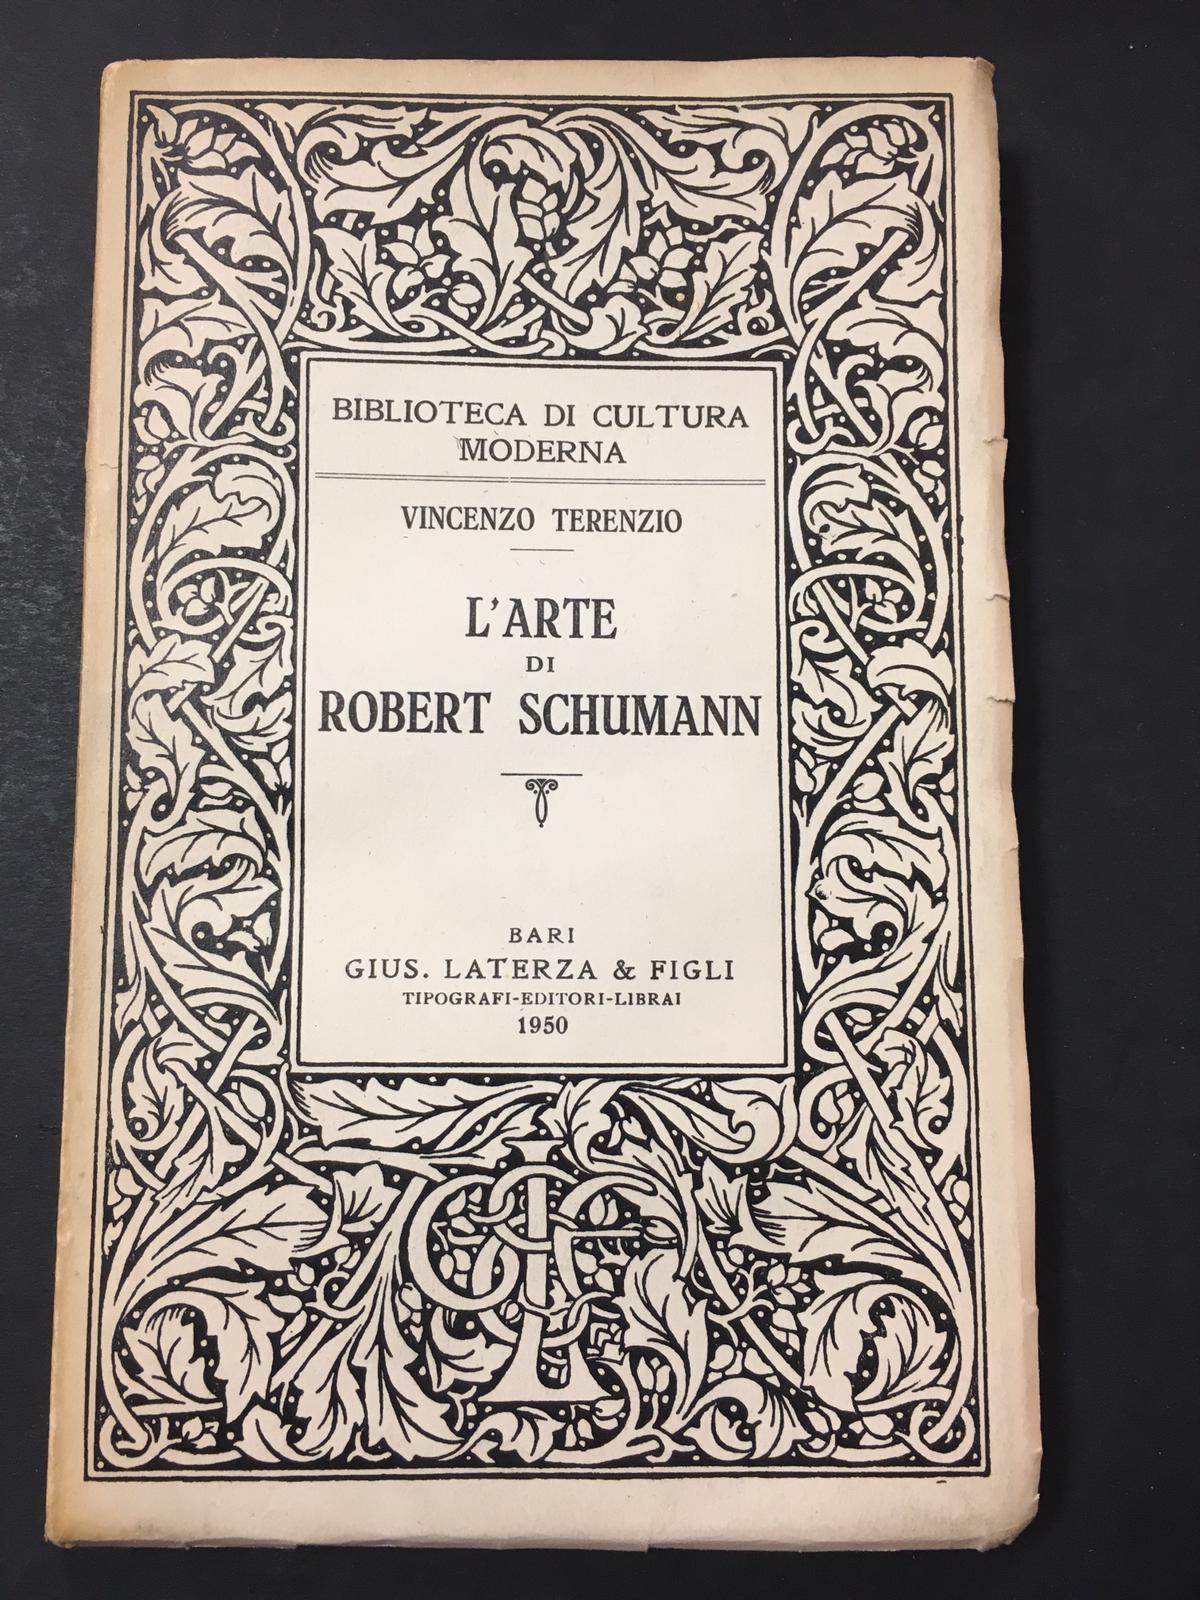 BIBLIOTECA DI CULTURA
MODERNA
VINCENZO TERENZIO
L'ARTE
DI
ROBERT SCHUMANN
BARI
GIUS. LATERZA & FIGLI
TIPOGRAFI-EDITORI-LIBRAI
1950